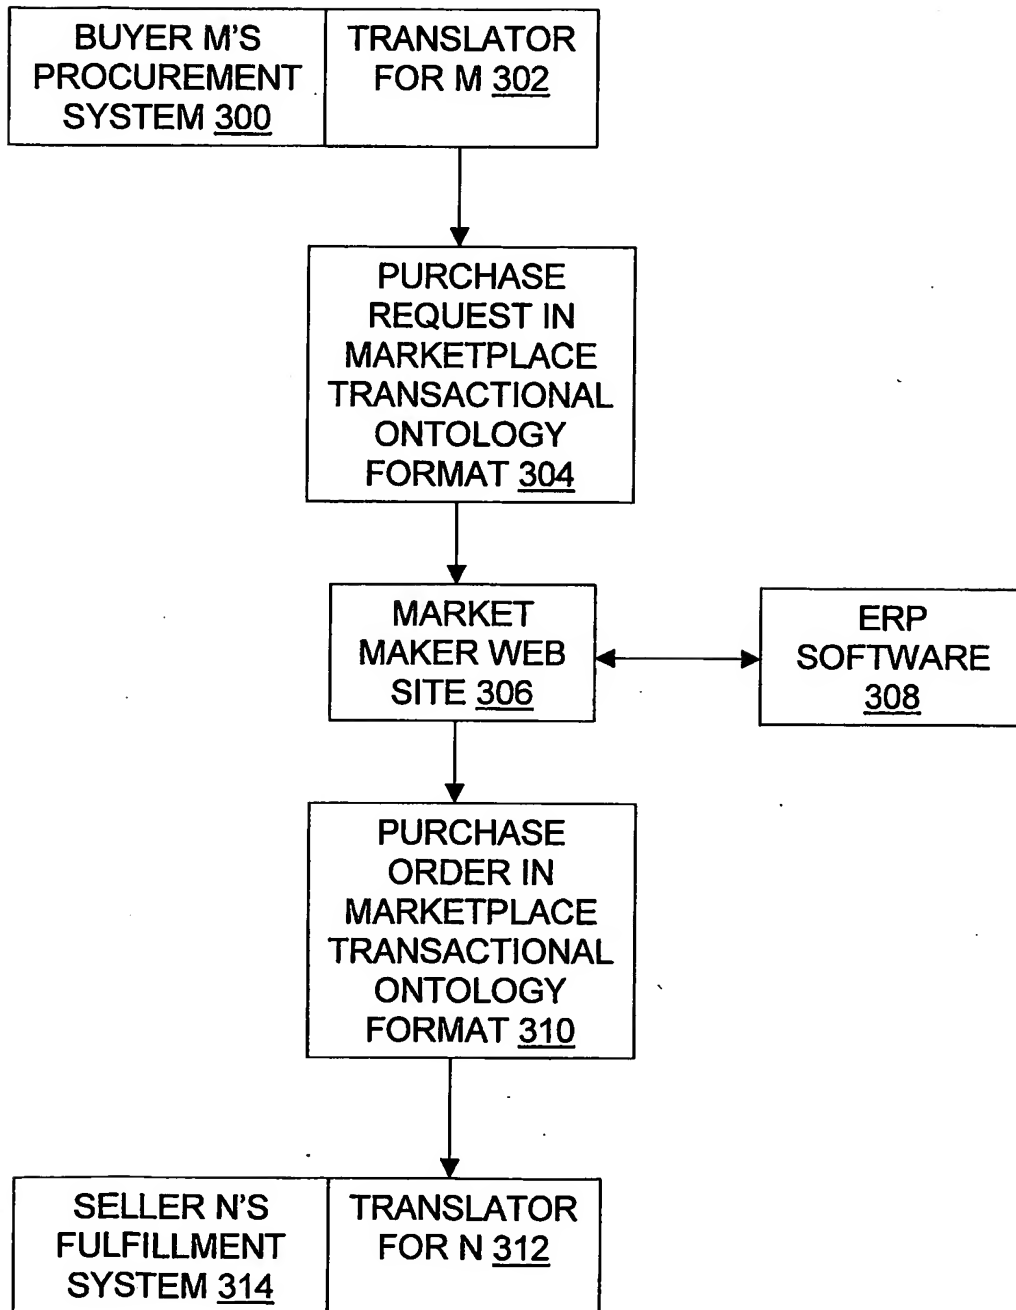 BUYER M'S
PROCUREMENT
SYSTEM 300
TRANSLATOR
FOR M 302
PURCHASE
REQUEST IN
MARKETPLACE
TRANSACTIONAL
ONTOLOGY
FORMAT 304
MARKET
MAKER WEB
SITE 306
ERP
SOFTWARE
308
PURCHASE
ORDER IN
MARKETPLACE
TRANSACTIONAL
ONTOLOGY
FORMAT 310
SELLER N'S
FULFILLMENT
SYSTEM 314
TRANSLATOR
FOR N 312